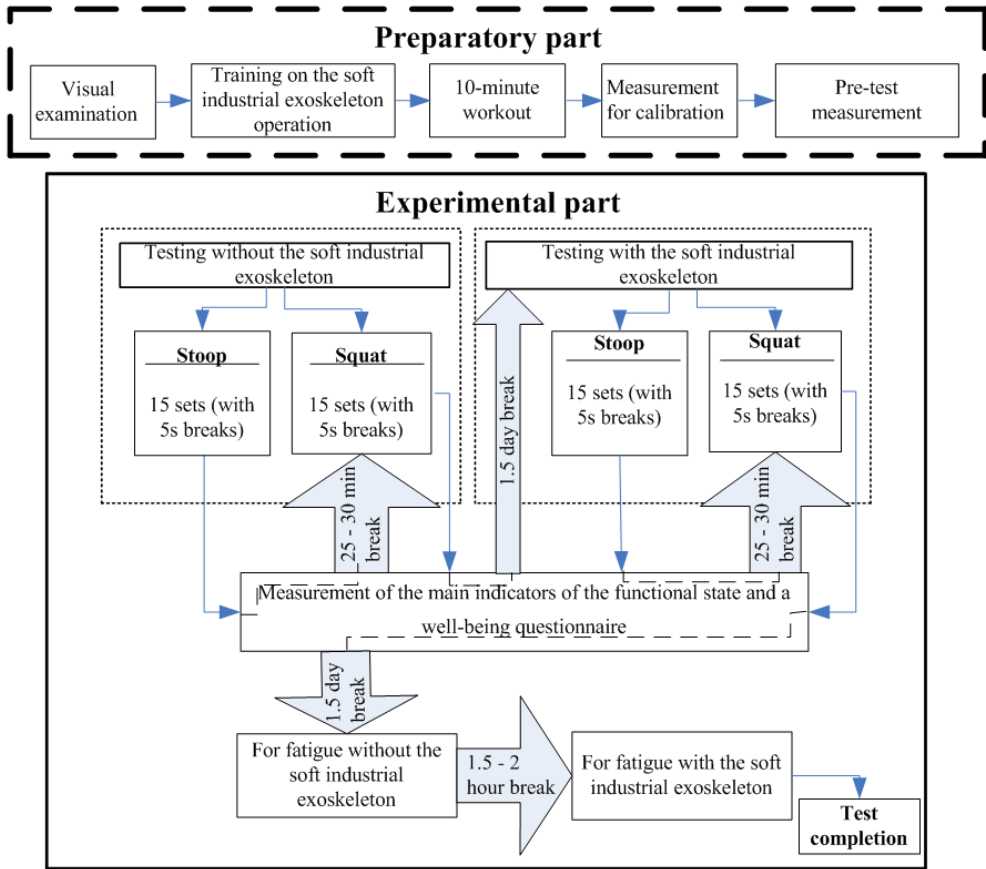 Preparatory part
Visual
examination
Training on the soft
industrial exoskeleton
operation
10-minute
workout
Measurement
for calibration
Pre-test
measurement
Experimental part
Testing without the soft industrial
exoskeleton
Stoop
15 sets (with
5s breaks)
Squat
15 sets (with
5s breaks)
25 - 30 min
break
1.5 day break
Testing with the soft industrial
exoskeleton
Stoop
15 sets (with
5s breaks)
Squat
15 sets (with
5s breaks)
25 - 30 min
break
Measurement of the main indicators of the functional state and a
well-being questionnaire
1.5 day
break
For fatigue without the
soft industrial
exoskeleton
1.5 - 2
hour break
For fatigue with the soft
industrial exoskeleton
Test
completion